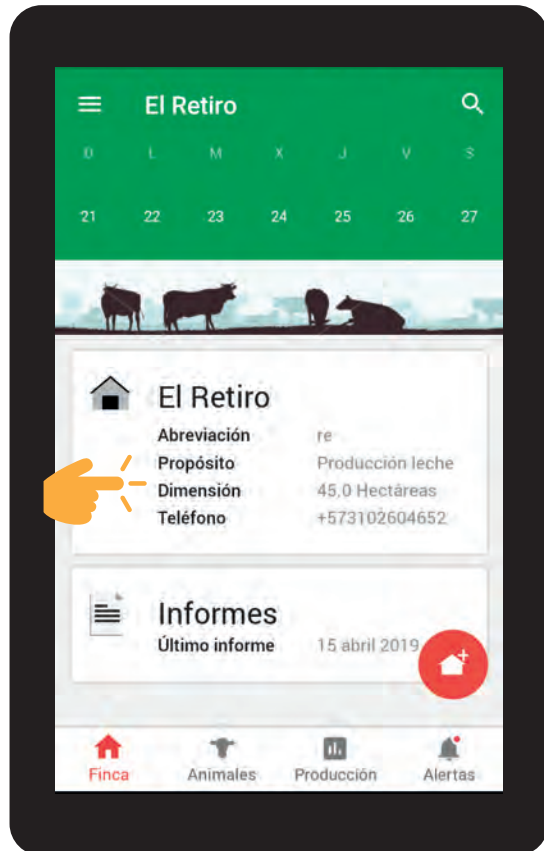 El Retiro
D L M X J V S
21 22 23 24 25 26 27
El Retiro
Abreviación re
Propósito Producción leche
Dimensión 45,0 Hectáreas
Teléfono +573102604652
Informes
Último informe 15 abril 2019
Finca Animales Producción Alertas